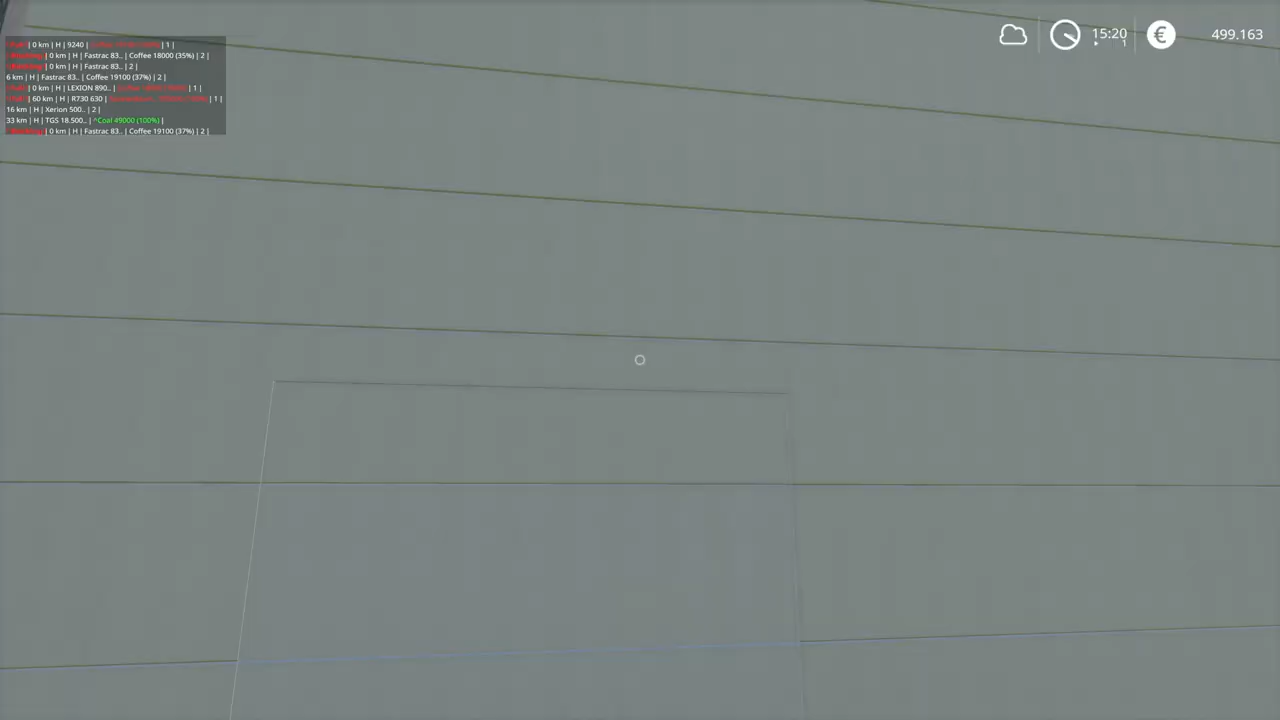 | 0 km | H | 9240 | | 1 |
| 0 km | H | Fastrac 83.. | Coffee 18000 (35%) | 2 |
| 0 km | H | Fastrac 83.. | 2 |
6 km | H | Fastrac 83.. | Coffee 19100 (37%) | 2 |
| 0 km | H | LEXION 890.. | | 1 |
| 60 km | H | R730 630 | | 1 |
16 km | H | Xerion 500.. | 2 |
33 km | H | TGS 18.500.. | ^Coal 49000 (100%) |
| 0 km | H | Fastrac 83.. | Coffee 19100 (37%) | 2 |
15:20
1
€
499.163